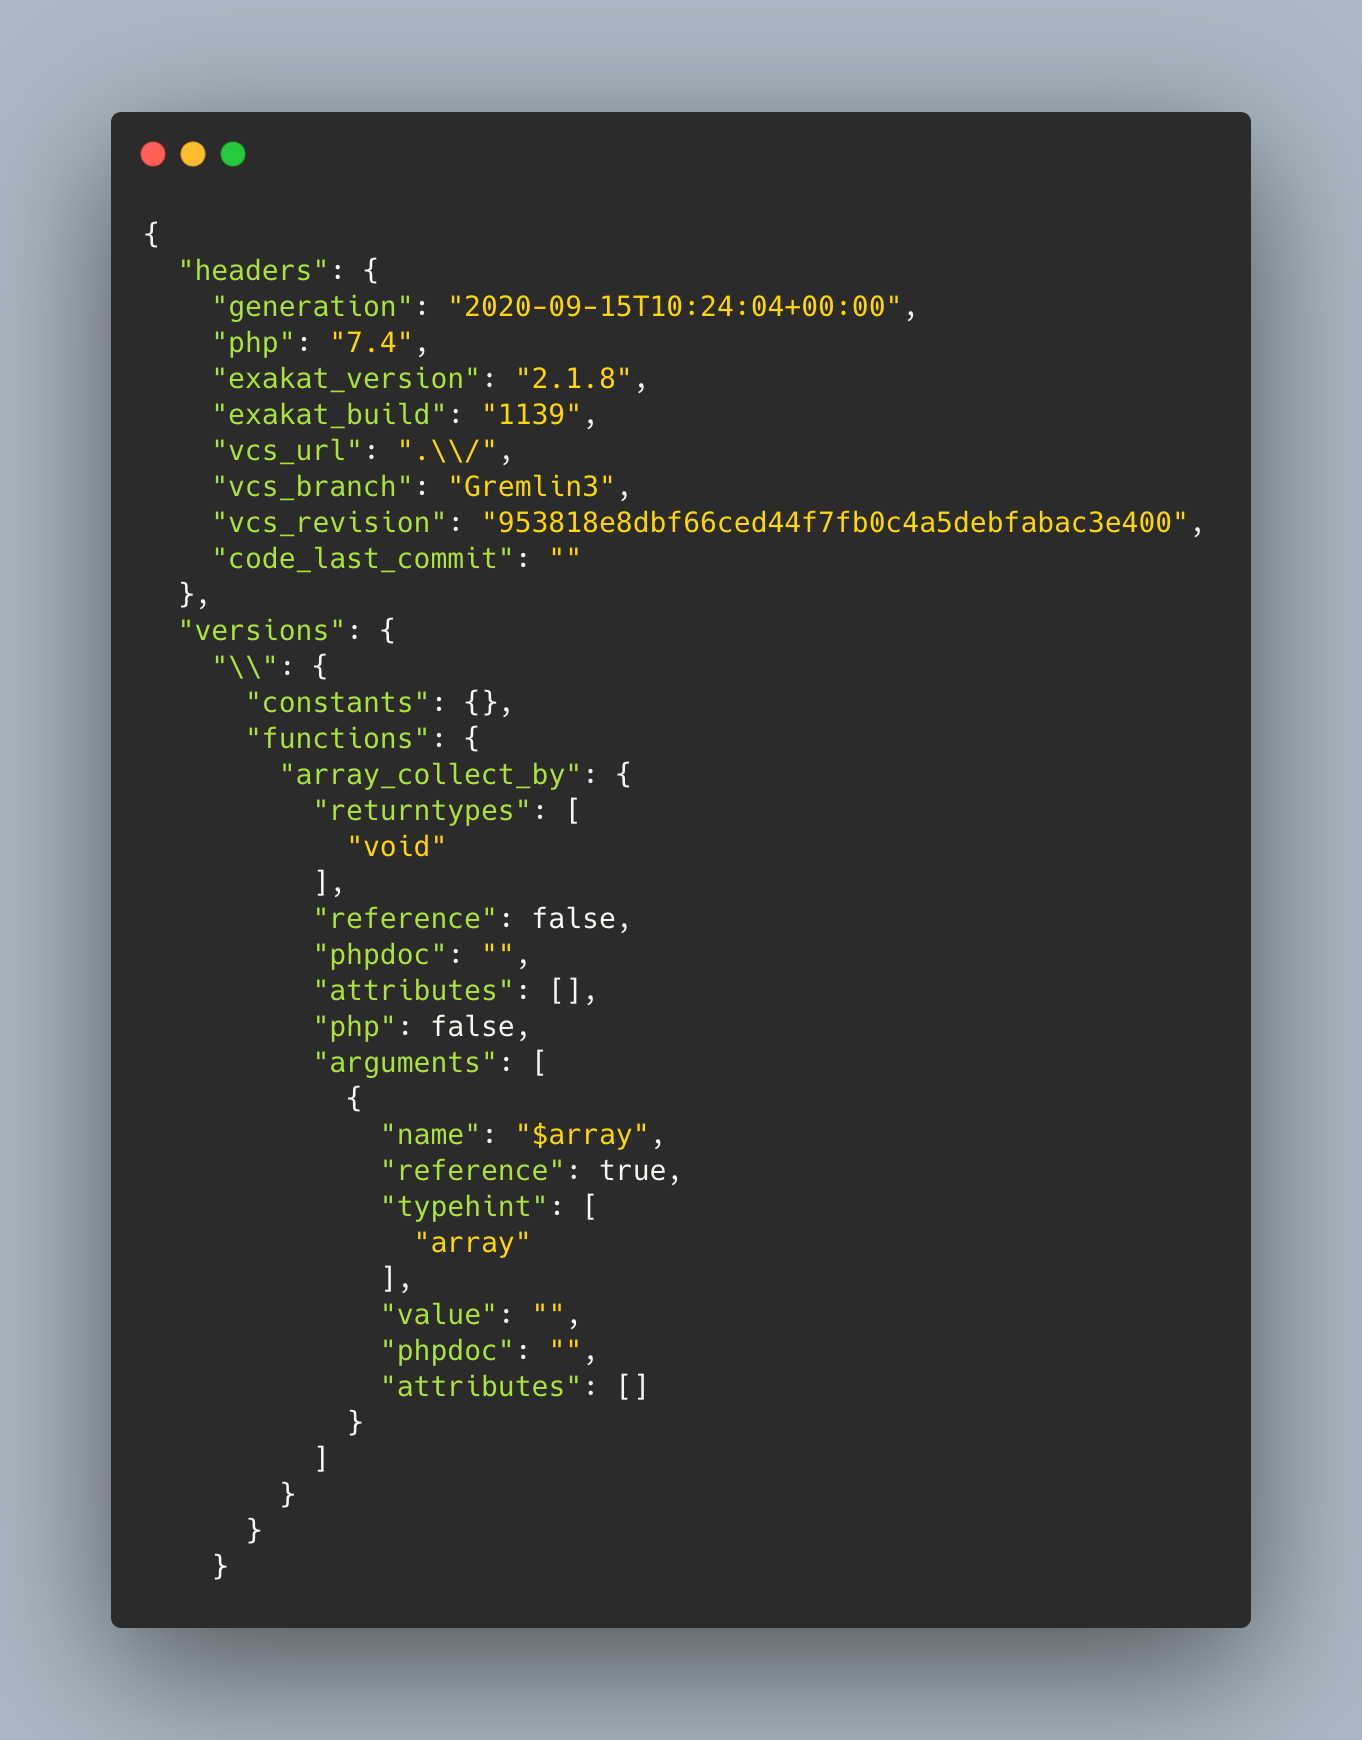 {
  "headers": {
    "generation": "2020-09-15T10:24:04+00:00",
    "php": "7.4",
    "exakat_version": "2.1.8",
    "exakat_build": "1139",
    "vcs_url": ".\\/",
    "vcs_branch": "Gremlin3",
    "vcs_revision": "953818e8dbf66ced44f7fb0c4a5debfabac3e400",
    "code_last_commit": ""
  },
  "versions": {
    "\\": {
      "constants": {},
      "functions": {
        "array_collect_by": {
          "returntypes": [
            "void"
          ],
          "reference": false,
          "phpdoc": "",
          "attributes": [],
          "php": false,
          "arguments": [
            {
              "name": "$array",
              "reference": true,
              "typehint": [
                "array"
              ],
              "value": "",
              "phpdoc": "",
              "attributes": []
            }
          ]
        }
      }
    }